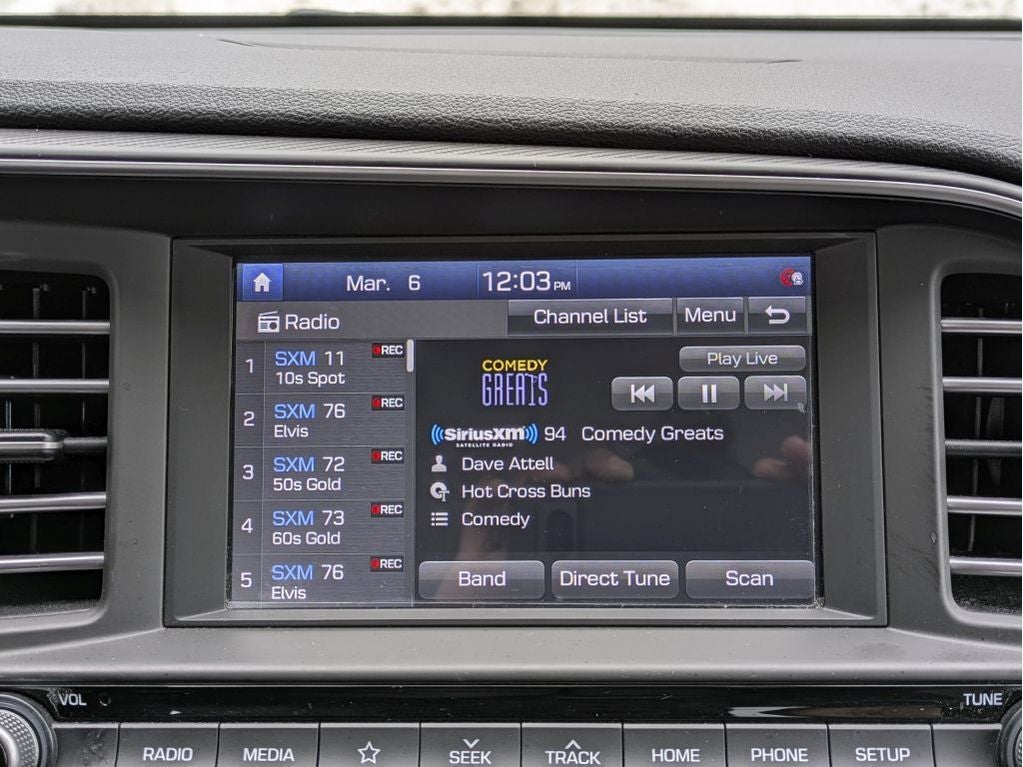 Mar. 6 12:03 PM
Radio Channel List Menu
1 SXM 11 REC
10s Spot
2 SXM 76 REC
Elvis
3 SXM 72 REC
50s Gold
4 SXM 73 REC
60s Gold
5 SXM 76 REC
Elvis
Play Live
COMEDY
GREATS
((SiriusXM)) 94 Comedy Greats
SATELLITE RADIO
Dave Attell
Hot Cross Buns
Comedy
Band Direct Tune Scan
VOL TUNE
RADIO MEDIA SEEK TRACK HOME PHONE SETUP